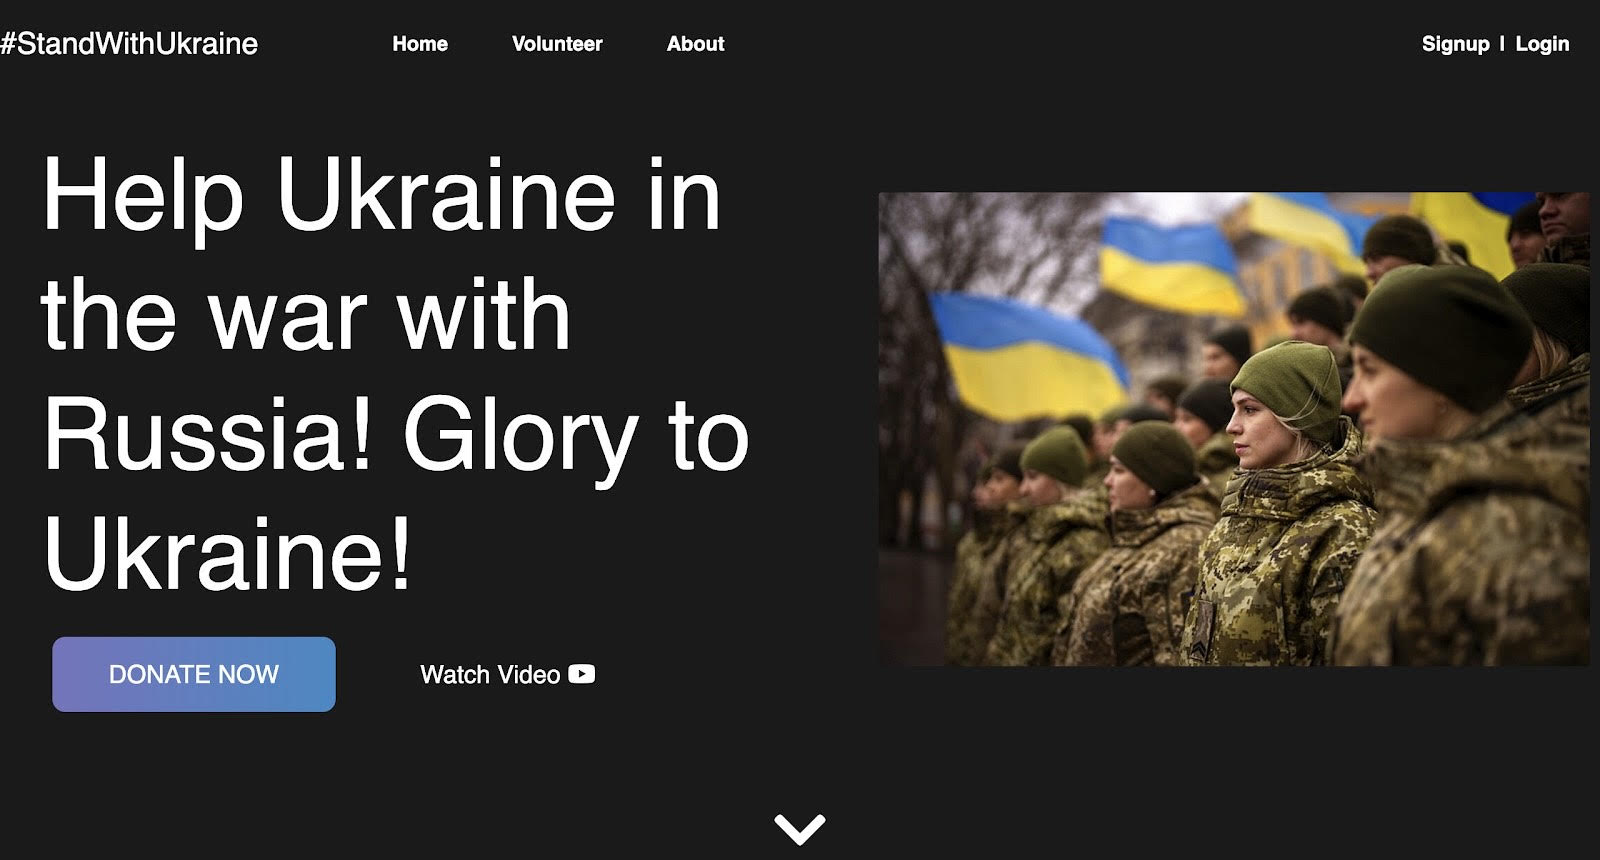 #StandWithUkraine
Home Volunteer About
Signup | Login
Help Ukraine in
the war with
Russia! Glory to
Ukraine!
DONATE NOW
Watch Video